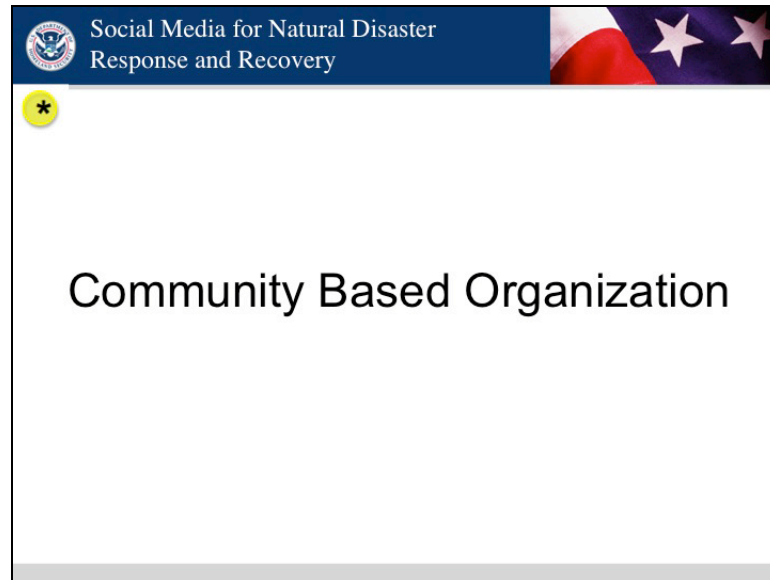 Social Media for Natural Disaster
Response and Recovery
*
Community Based Organization